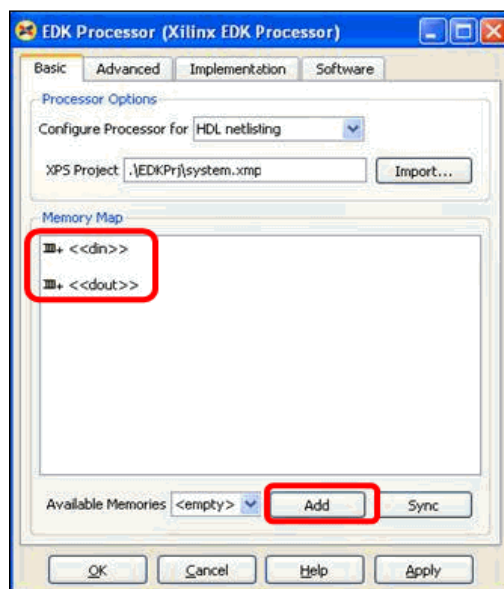 EDK Processor (Xilinx EDK Processor)
Basic Advanced Implementation Software
Processor Options
Configure Processor for HDL netlisting
XPS Project .\EDKPrj\system.xmp Import...
Memory Map
<<din>>
<<dout>>
Available Memories <empty> Add Sync
OK Cancel Help Apply